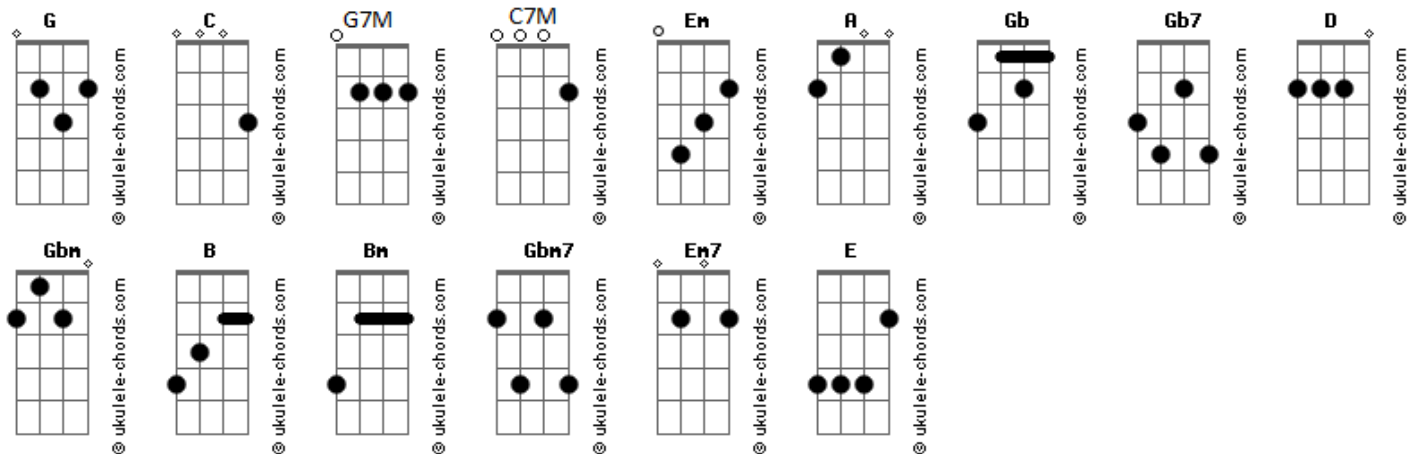 G C G7M C7M Em A Gb Gb7 D
© ukulele-chords.com © ukulele-chords.com © ukulele-chords.com © ukulele-chords.com © ukulele-chords.com © ukulele-chords.com © ukulele-chords.com © ukulele-chords.com © ukulele-chords.com
Gbm B Bm Gbm7 Em7 E
© ukulele-chords.com © ukulele-chords.com © ukulele-chords.com © ukulele-chords.com © ukulele-chords.com © ukulele-chords.com